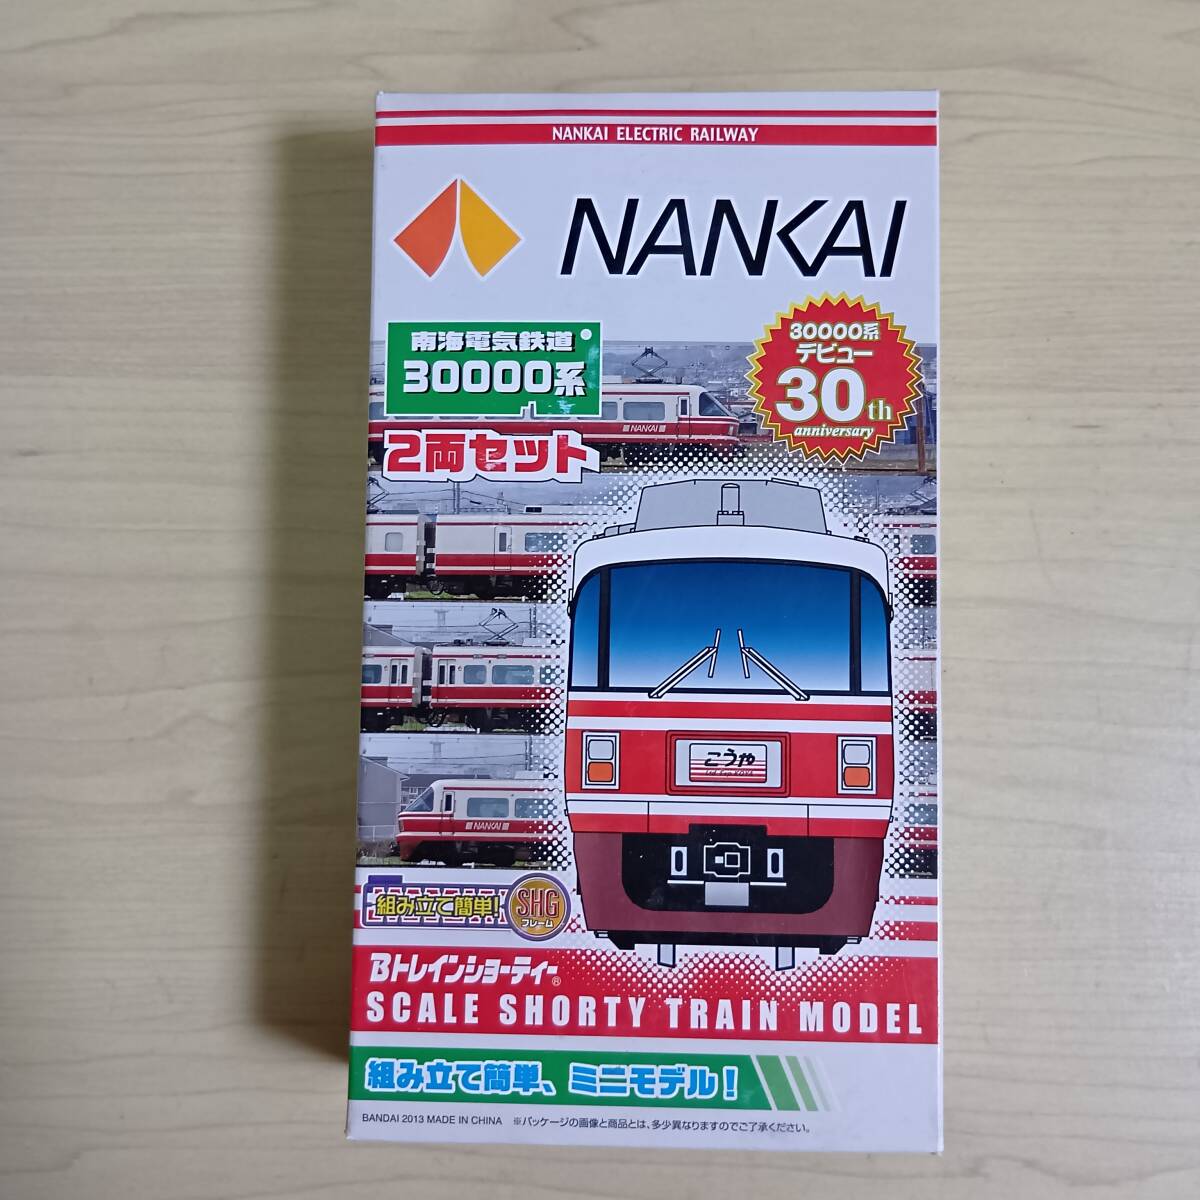 NANKAI ELECTRIC RAILWAY
NANKAI
南海電気鉄道
30000系
2両セット
30000系
デビュー
30th
anniversary
NANKAI
こうや
NANKAI
組み立て簡単!
SHG
フレーム
Bトレインショーティー®
SCALE SHORTY TRAIN MODEL
組み立て簡単、ミニモデル!
BANDAI 2013 MADE IN CHINA ※パッケージの画像と商品とは、多少異なりますのでご了承ください。